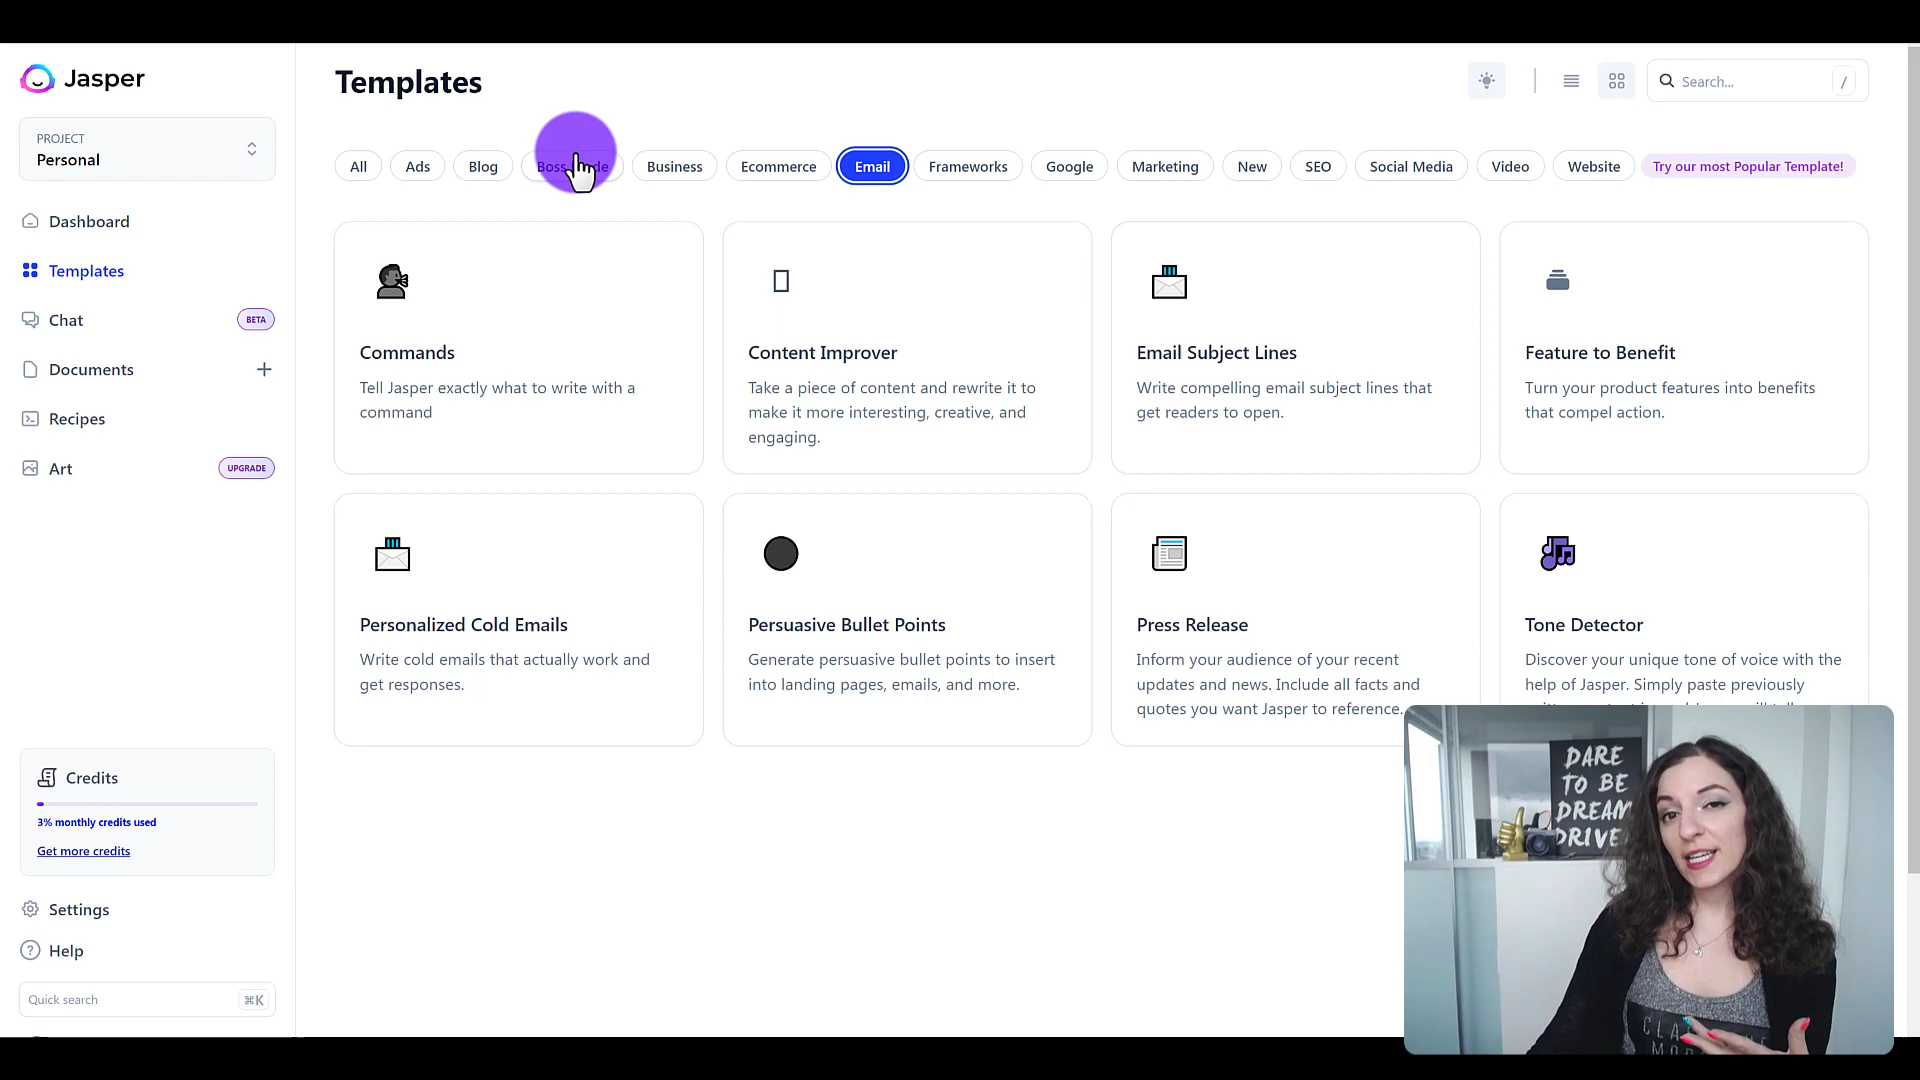 Jasper
PROJECT
Personal
Dashboard
Templates
Chat
BETA
Documents
Recipes
Art
UPGRADE
Credits
3% monthly credits used
Get more credits
Settings
Help
Quick search
⌘K
Templates
Search...
/
All
Ads
Blog
Business
Ecommerce
Email
Frameworks
Google
Marketing
New
SEO
Social Media
Video
Website
Try our most Popular Template!
Commands
Tell Jasper exactly what to write with a
command
Content Improver
Take a piece of content and rewrite it to
make it more interesting, creative, and
engaging.
Email Subject Lines
Write compelling email subject lines that
get readers to open.
Feature to Benefit
Turn your product features into benefits
that compel action.
Personalized Cold Emails
Write cold emails that actually work and
get responses.
Persuasive Bullet Points
Generate persuasive bullet points to insert
into landing pages, emails, and more.
Press Release
Inform your audience of your recent
updates and news. Include all facts and
quotes you want Jasper to reference.
Tone Detector
Discover your unique tone of voice with the
help of Jasper. Simply paste previously
DARE
TO BE
DREAM
DRIVE